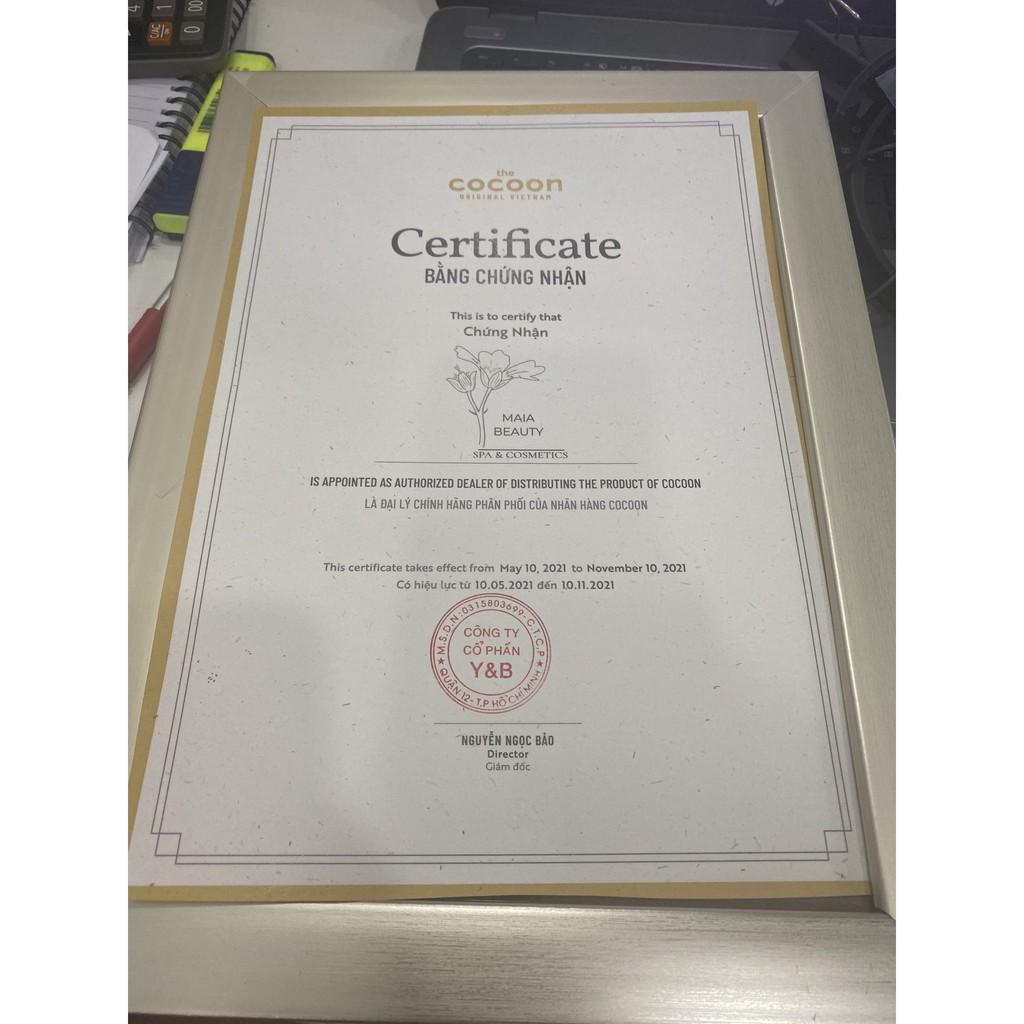 the
cocoon
ORIGINAL VIETNAM
Certificate
BẰNG CHỨNG NHẬN
This is to certify that
Chứng Nhận
MAIA
BEAUTY
SPA & COSMETICS
IS APPOINTED AS AUTHORIZED DEALER OF DISTRIBUTING THE PRODUCT OF COCOON
LÀ ĐẠI LÝ CHÍNH HÃNG PHÂN PHỐI CỦA NHÃN HÀNG COCOON
This certificate takes effect from May 10, 2021 to November 10, 2021
Có hiệu lực từ 10.05.2021 đến 10.11.2021
M.S.D.N:0315803699-C.T.C.P
CÔNG TY
CỔ PHẦN
Y&B
QUẬN 12-T.P HỒ CHÍ MINH
NGUYỄN NGỌC BẢO
Director
Giám đốc